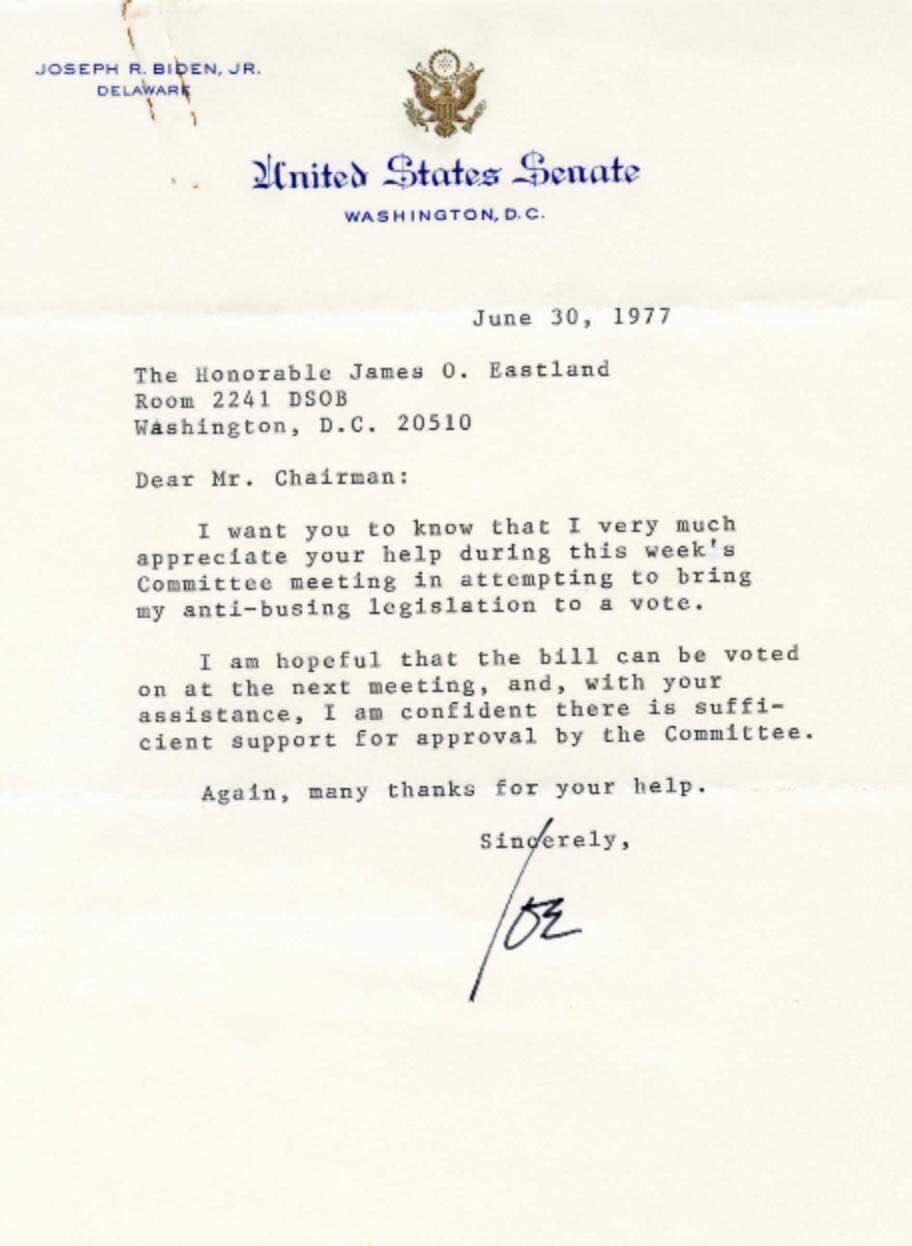 JOSEPH R. BIDEN, JR.
DELAWARE
United States Senate
WASHINGTON, D.C.
June 30, 1977
The Honorable James O. Eastland
Room 2241 DSOB
Washington, D.C. 20510
Dear Mr. Chairman:
I want you to know that I very much
appreciate your help during this week's
Committee meeting in attempting to bring
my anti-busing legislation to a vote.
I am hopeful that the bill can be voted
on at the next meeting, and, with your
assistance, I am confident there is suffi-
cient support for approval by the Committee.
Again, many thanks for your help.
Sincerely,
Joe